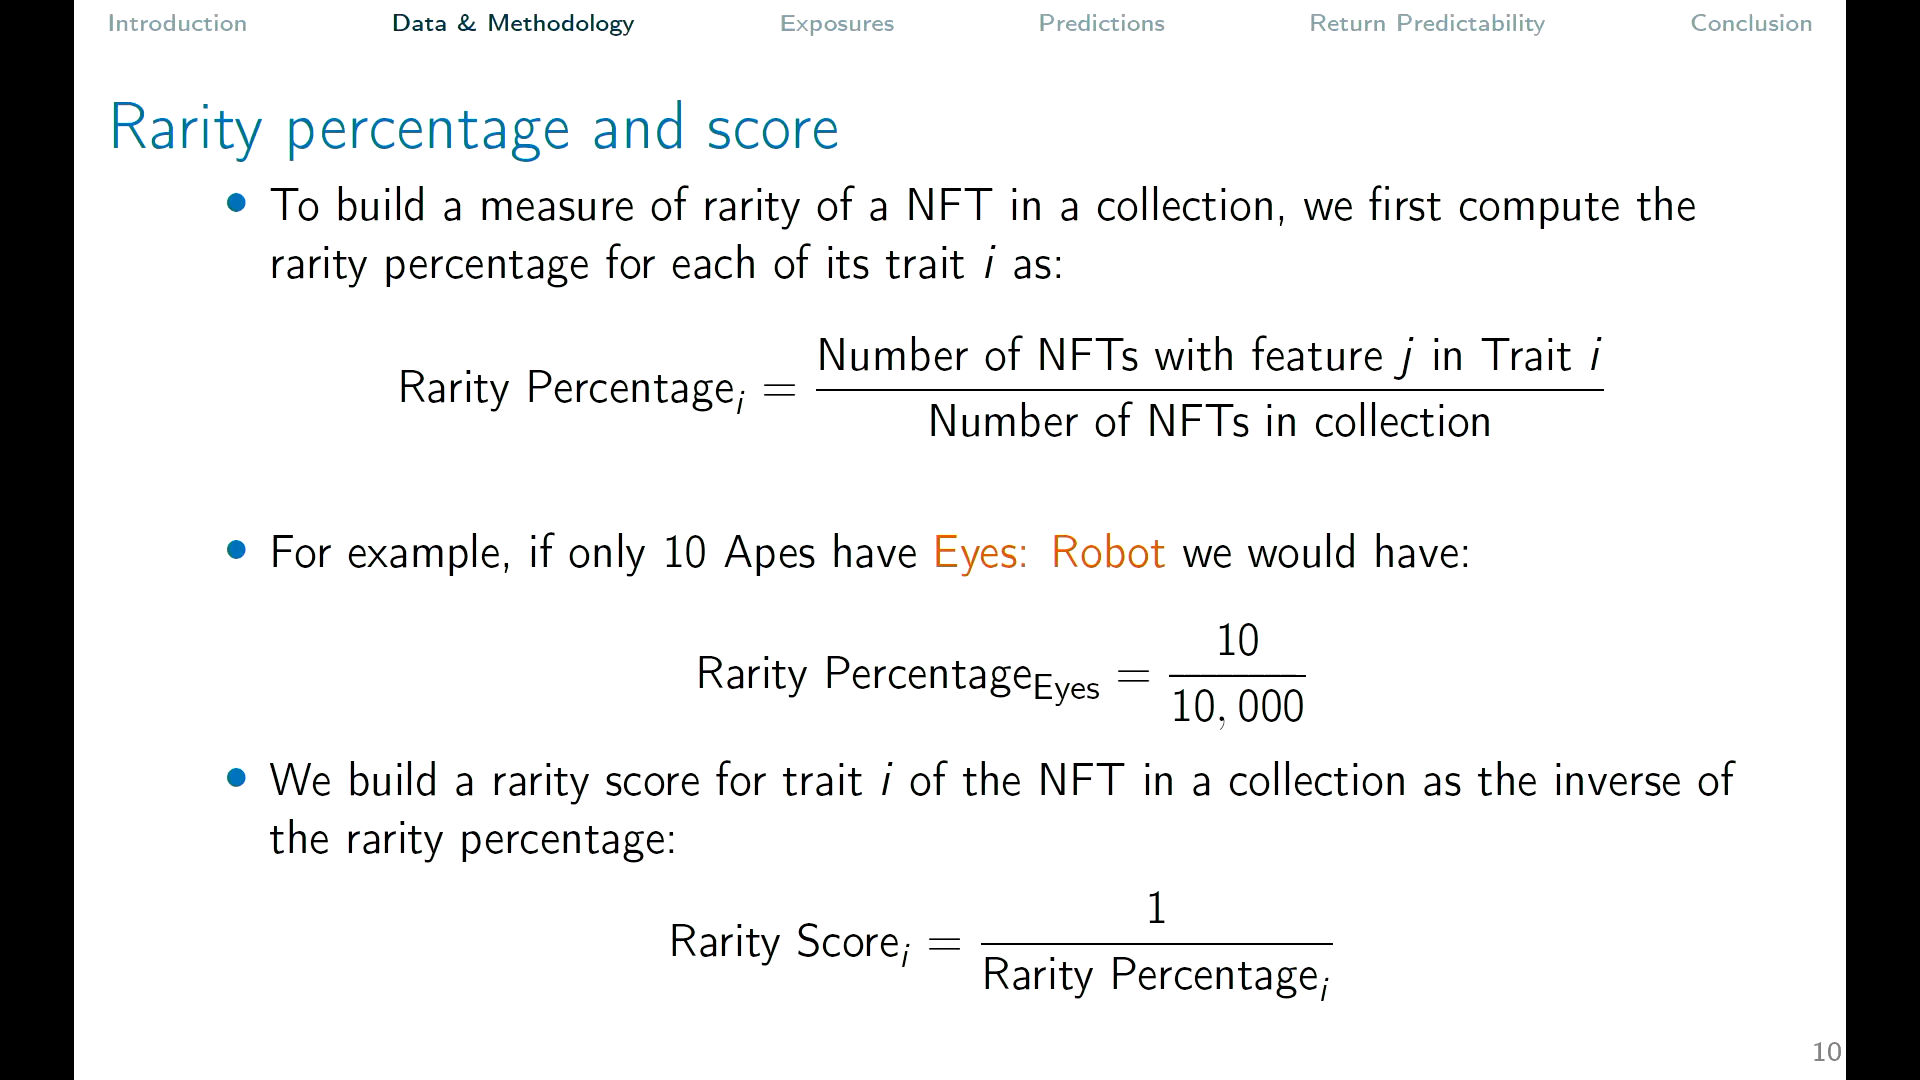 Introduction Data & Methodology Exposures Predictions Return Predictability Conclusion
Rarity percentage and score
• To build a measure of rarity of a NFT in a collection, we first compute the
rarity percentage for each of its trait i as:
Rarity Percentage_i = Number of NFTs with feature j in Trait i / Number of NFTs in collection
• For example, if only 10 Apes have Eyes: Robot we would have:
Rarity Percentage_Eyes = 10 / 10,000
• We build a rarity score for trait i of the NFT in a collection as the inverse of
the rarity percentage:
Rarity Score_i = 1 / Rarity Percentage_i
10